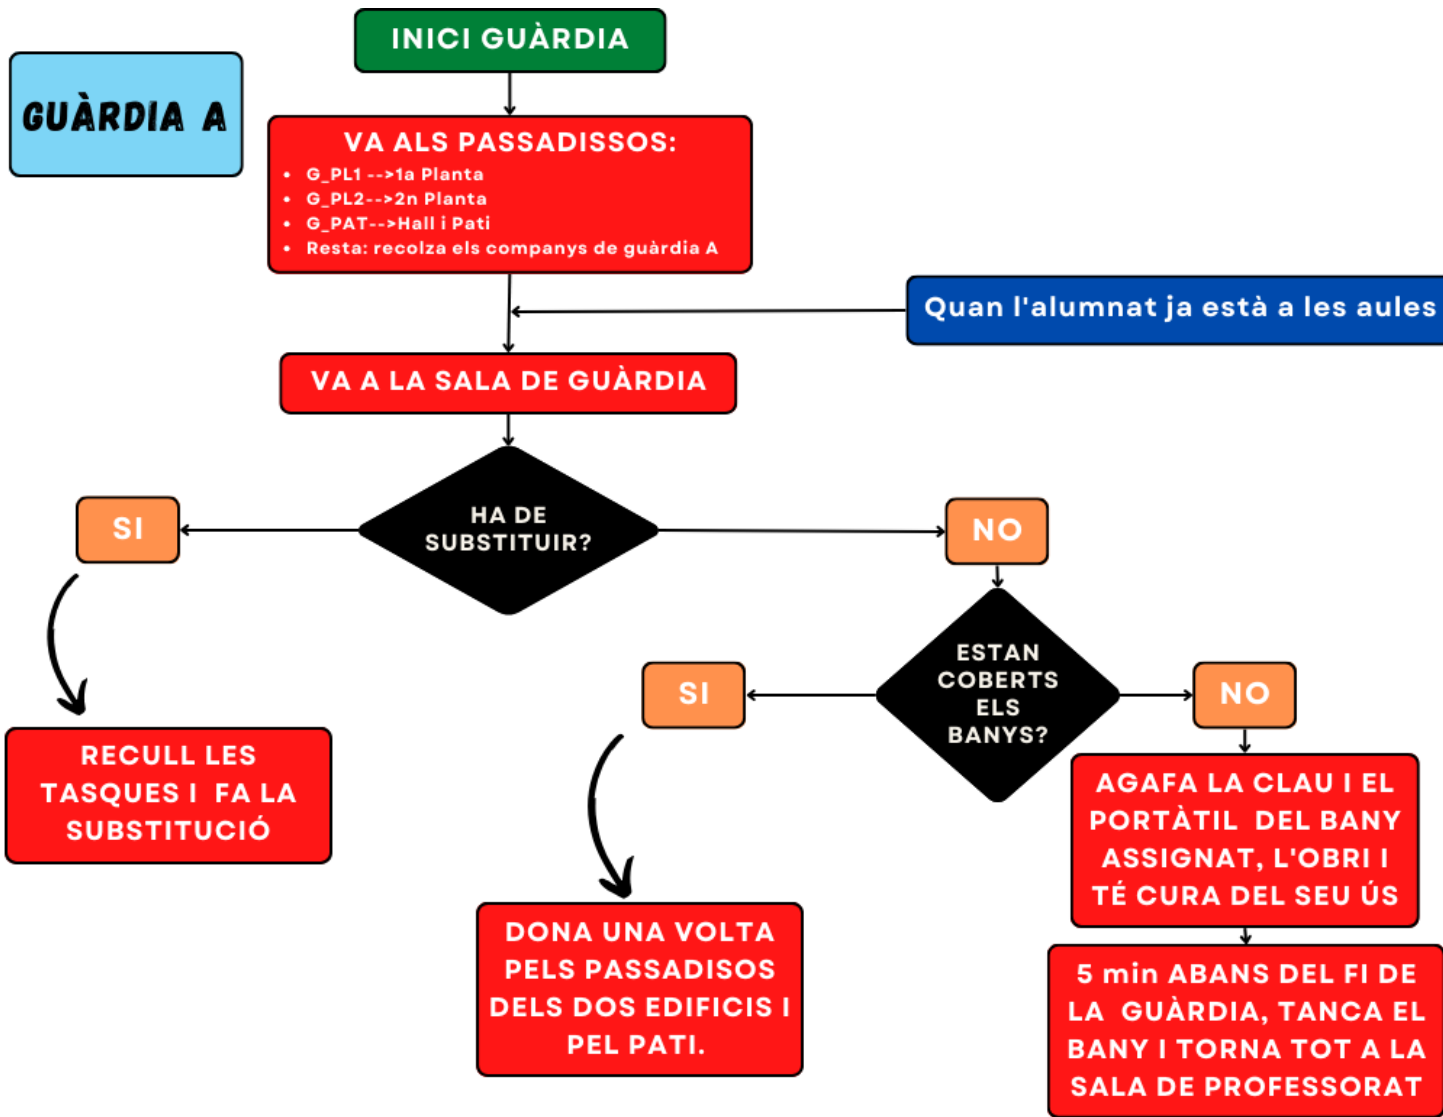 INICI GUÀRDIA
GUÀRDIA A
VA ALS PASSADISSOS:
• G_PL1 -->1a Planta
• G_PL2-->2n Planta
• G_PAT-->Hall i Pati
• Resta: recolza els companys de guàrdia A
Quan l'alumnat ja està a les aules
VA A LA SALA DE GUÀRDIA
HA DE
SUBSTITUIR?
SI
NO
RECULL LES
TASQUES I FA LA
SUBSTITUCIÓ
ESTAN
COBERTS
ELS
BANYS?
SI
NO
DONA UNA VOLTA
PELS PASSADISOS
DELS DOS EDIFICIS I
PEL PATI.
AGAFA LA CLAU I EL
PORTÀTIL DEL BANY
ASSIGNAT, L'OBRI I
TÉ CURA DEL SEU ÚS
5 min ABANS DEL FI DE
LA GUÀRDIA, TANCA EL
BANY I TORNA TOT A LA
SALA DE PROFESSORAT